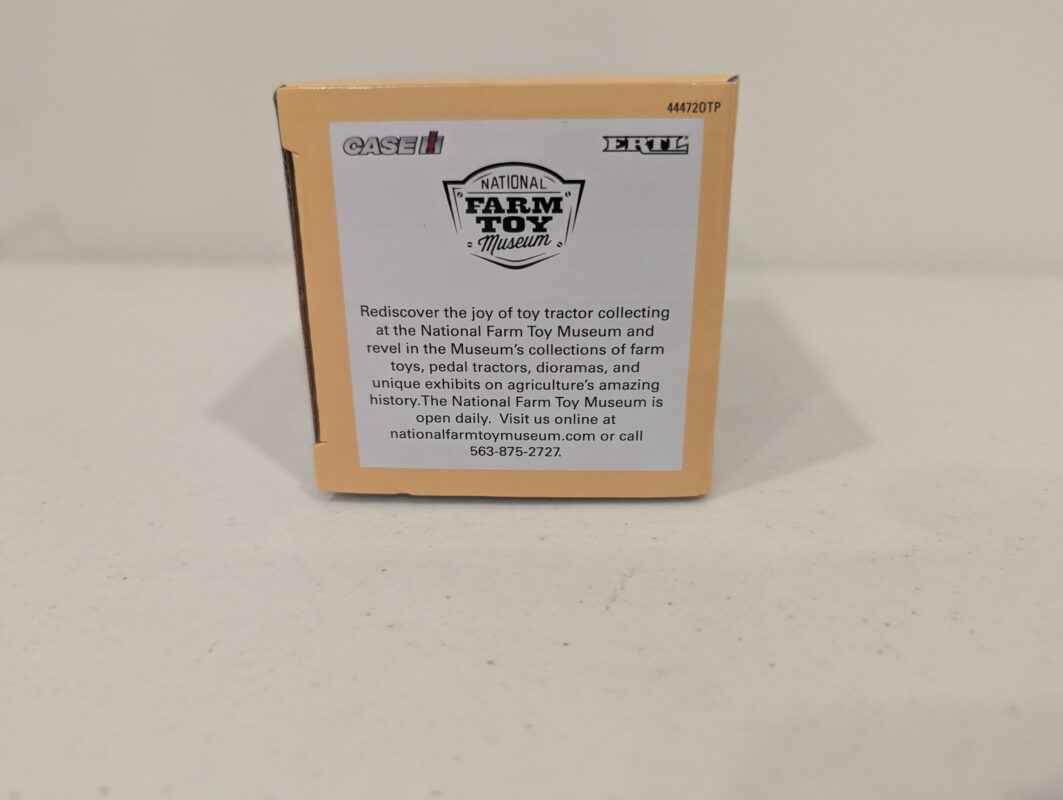 44472OTP
CASE IH
ERTL
NATIONAL
FARM
TOY
Museum
Rediscover the joy of toy tractor collecting
at the National Farm Toy Museum and
revel in the Museum's collections of farm
toys, pedal tractors, dioramas, and
unique exhibits on agriculture's amazing
history.The National Farm Toy Museum is
open daily. Visit us online at
nationalfarmtoymuseum.com or call
563-875-2727.